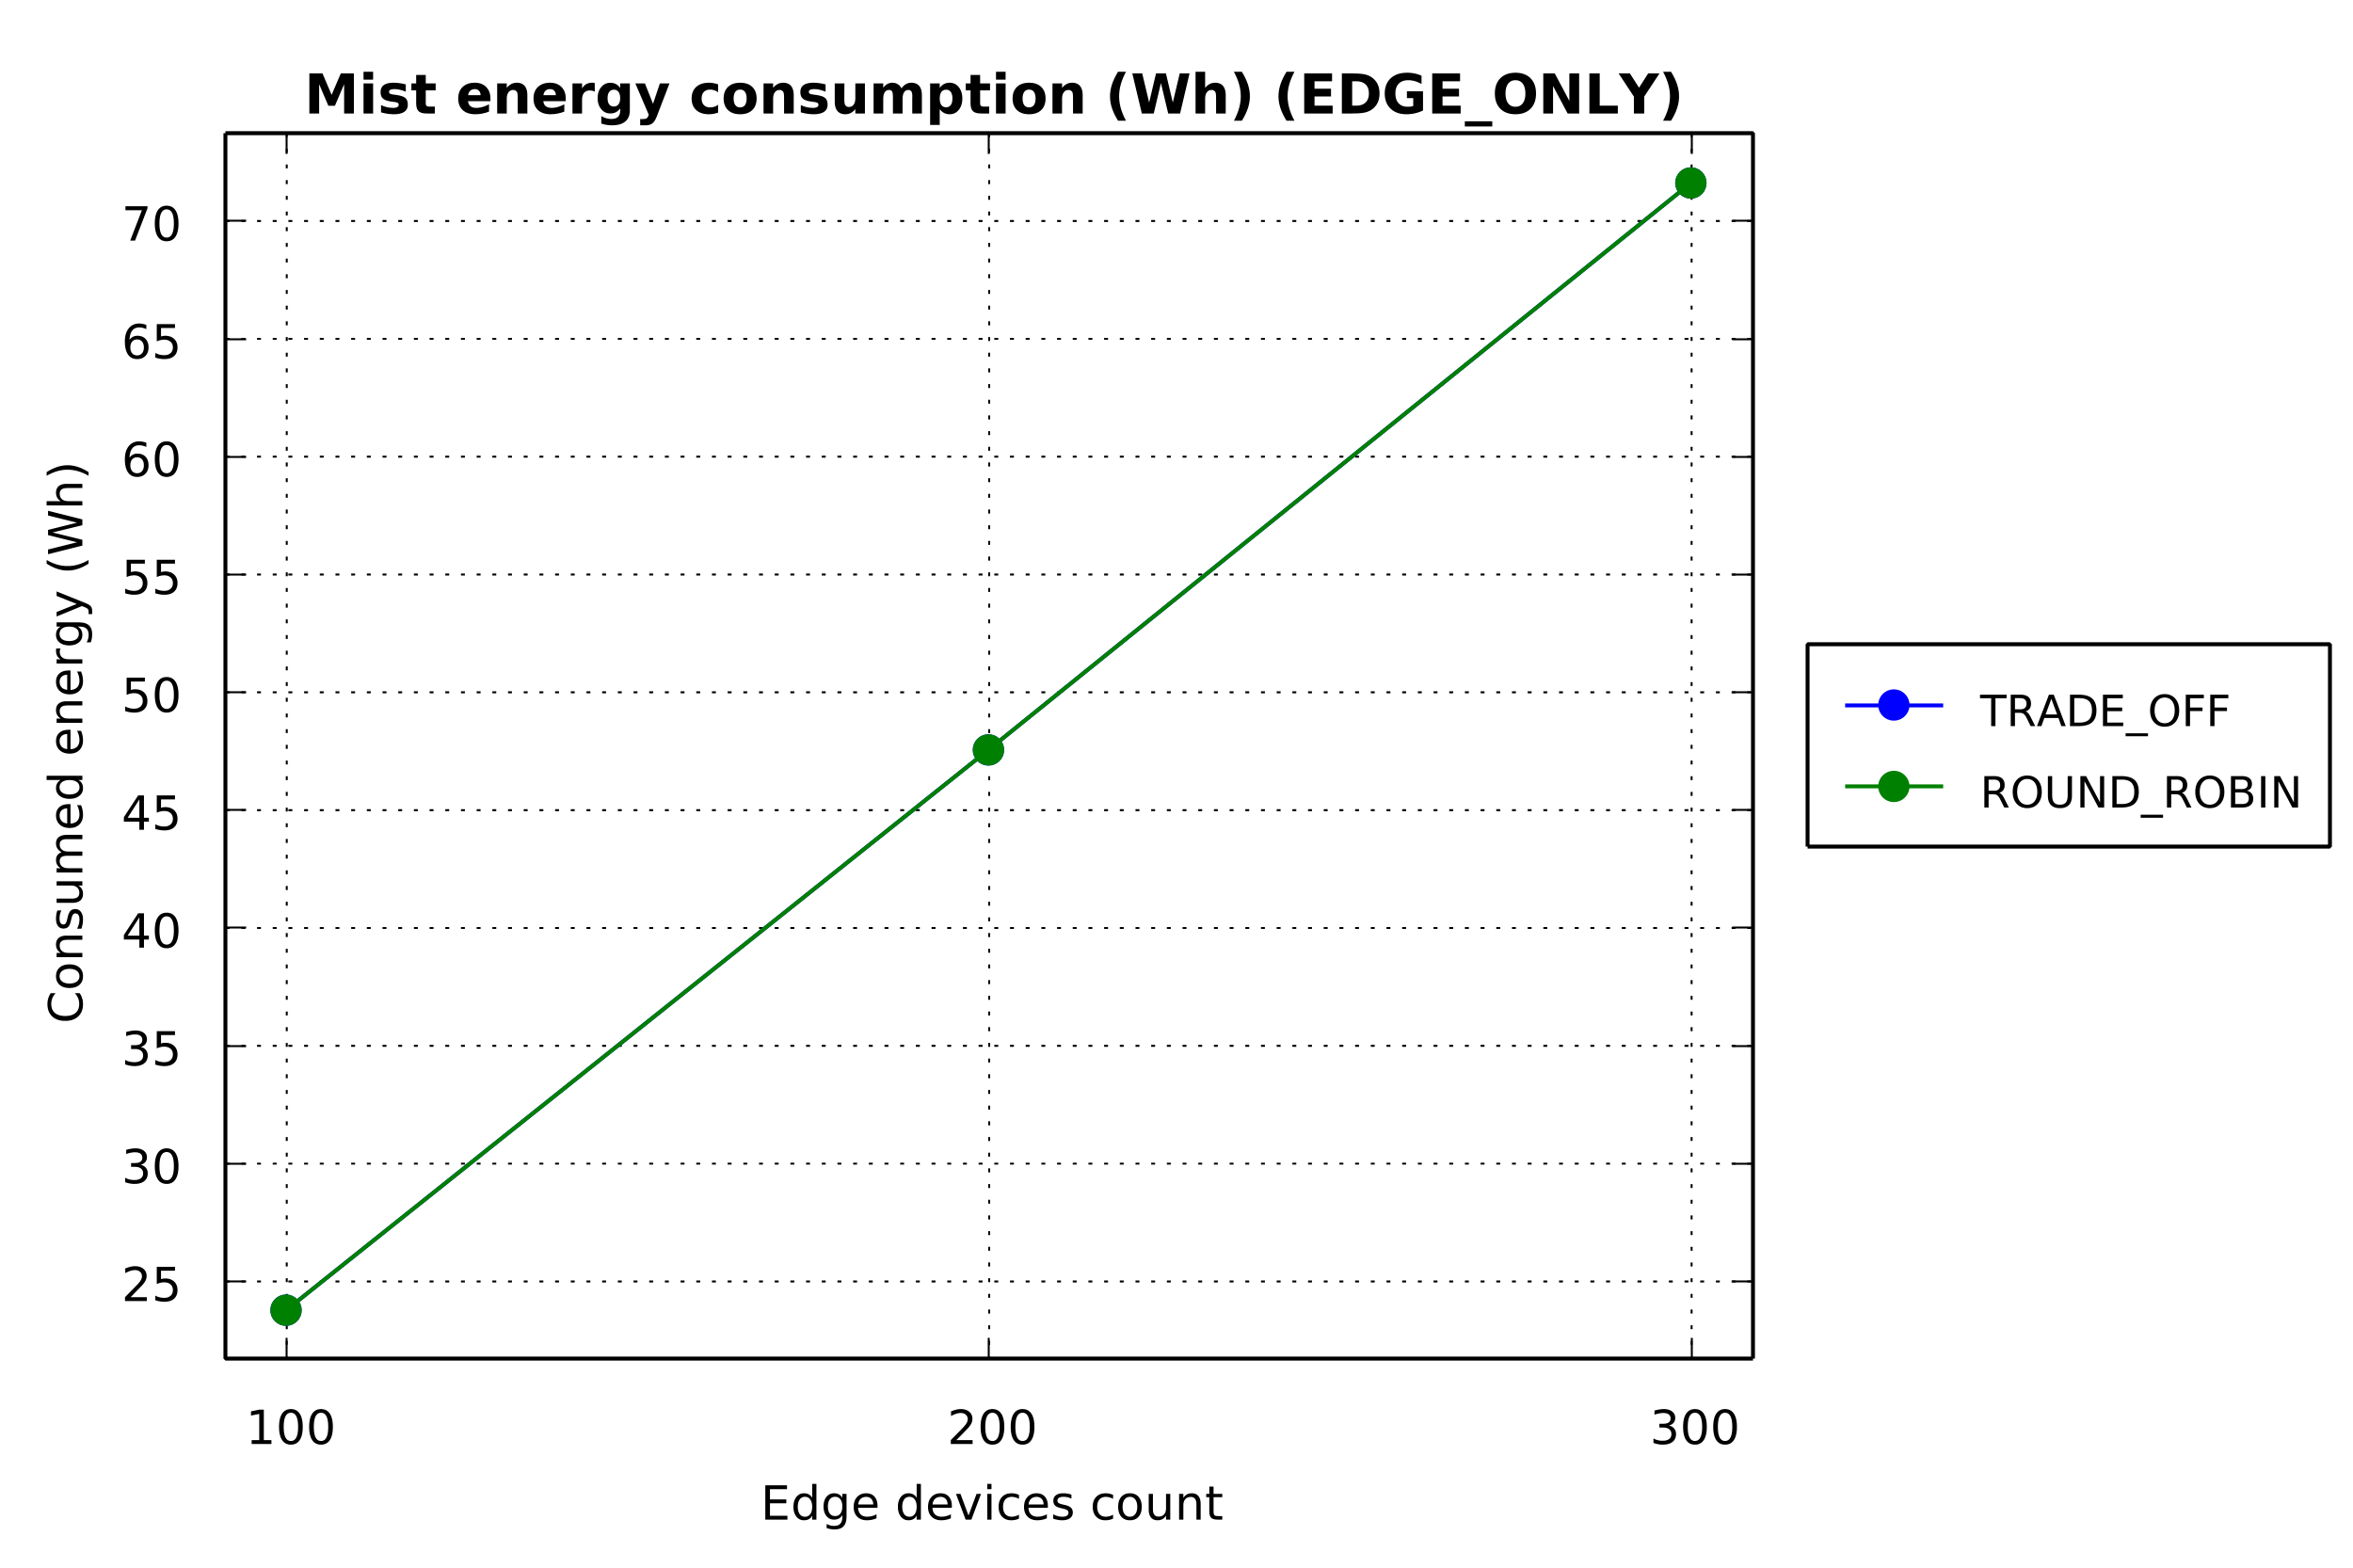 Mist energy consumption (Wh) (EDGE_ONLY)
Consumed energy (Wh)
70
65
60
55
50
45
40
35
30
25
100 200 300
Edge devices count
TRADE_OFF
ROUND_ROBIN